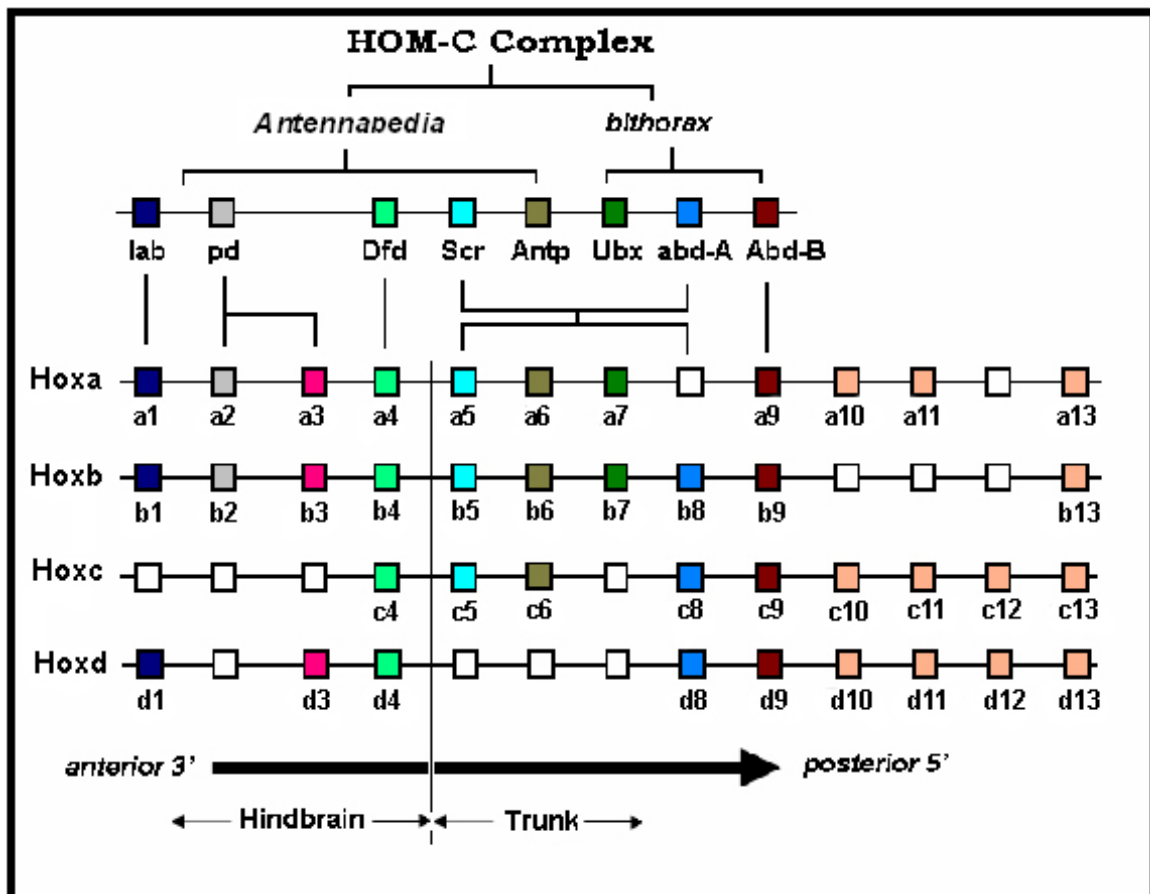 HOM-C Complex
Antennapedia bithorax
lab pd Dfd Scr Antp Ubx abd-A Abd-B
Hoxa
a1 a2 a3 a4 a5 a6 a7 a9 a10 a11 a13
Hoxb
b1 b2 b3 b4 b5 b6 b7 b8 b9 b13
Hoxc
c4 c5 c6 c8 c9 c10 c11 c12 c13
Hoxd
d1 d3 d4 d8 d9 d10 d11 d12 d13
anterior 3’ posterior 5’
Hindbrain Trunk